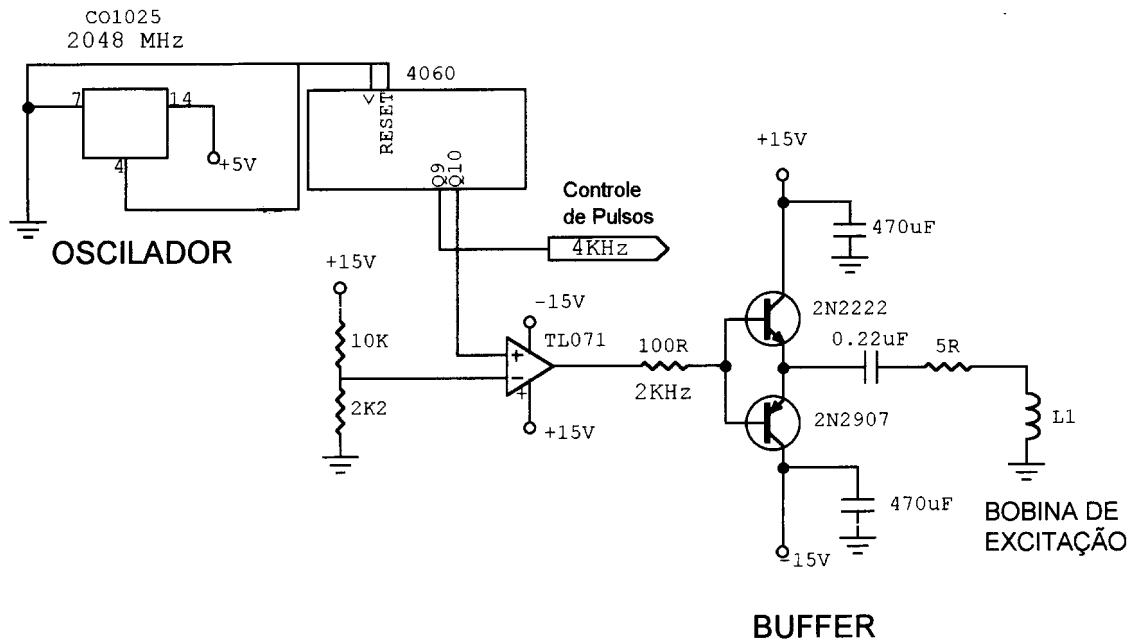 CO1025
2048 MHz
4060
7
14
<
RESET
4
+5V
Q9
Q10
OSCILADOR
Controle
de Pulsos
4KHz
+15V
470uF
+15V
10K
2K2
-15V
TL071
+
-
+
+15V
100R
2KHz
2N2222
0.22uF
5R
2N2907
L1
470uF
-15V
BOBINA DE
EXCITAÇÃO
BUFFER